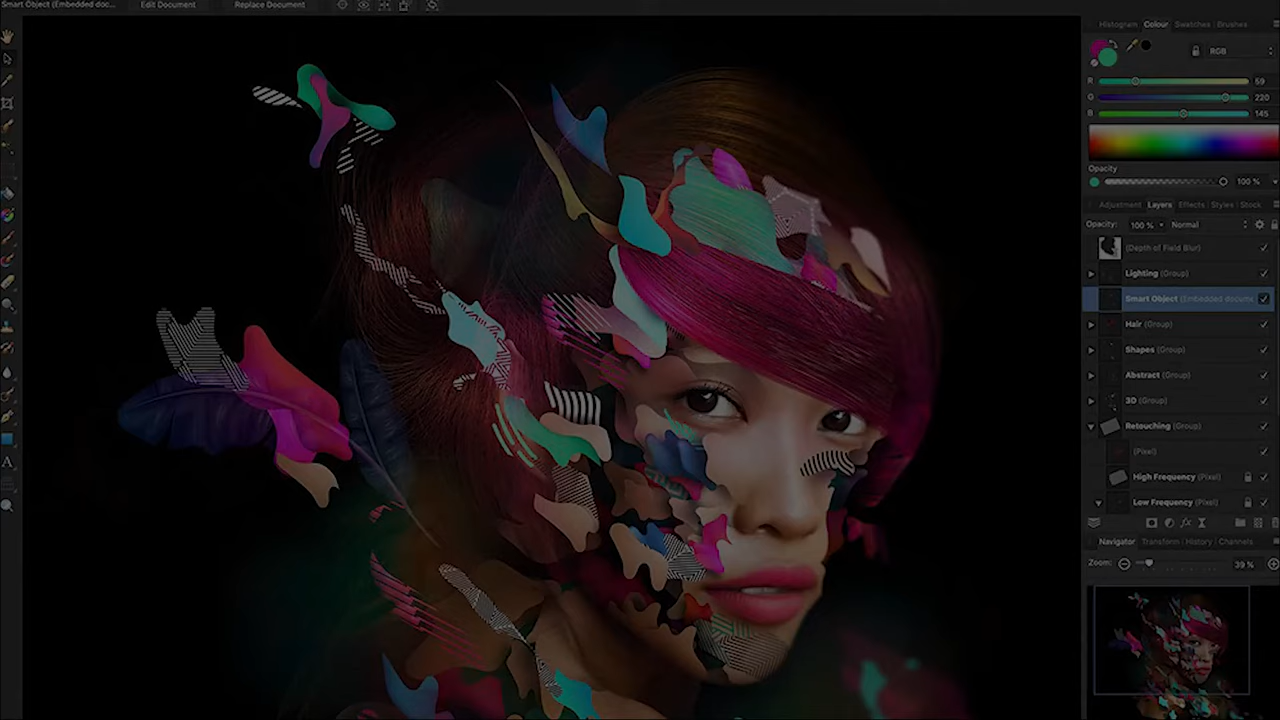 Smart Object (Embedded doc... Edit Document Replace Document
Histogram Colour Swatches Brushes
RGB
R 59
G 220
B 145
Opacity
100 %
Adjustment Layers Effects Styles Stock
Opacity: 100 % Normal
(Depth of Field Blur)
Lighting (Group)
Smart Object (Embedded docume
Hair (Group)
Shapes (Group)
Abstract (Group)
3D (Group)
Retouching (Group)
(Pixel)
High Frequency (Pixel)
Low Frequency (Pixel)
Navigator Transform History Channels
Zoom: 39 %